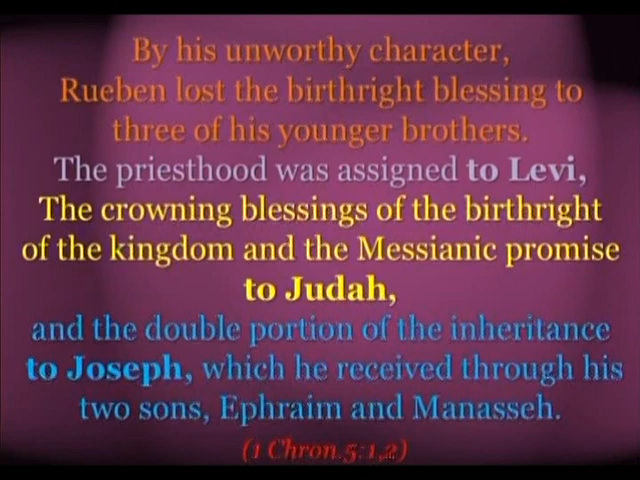 By his unworthy character,
Rueben lost the birthright blessing to
three of his younger brothers.
The priesthood was assigned to Levi,
The crowning blessings of the birthright
of the kingdom and the Messianic promise
to Judah,
and the double portion of the inheritance
to Joseph, which he received through his
two sons, Ephraim and Manasseh.
(1 Chron.5:1,2)